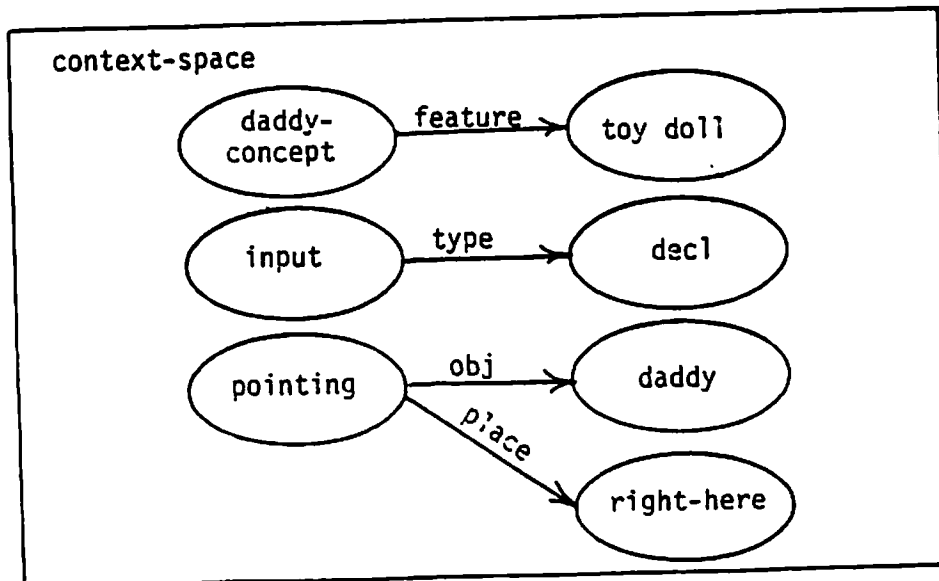 context-space
daddy-
concept
feature
toy doll
input
type
decl
pointing
obj
daddy
place
right-here